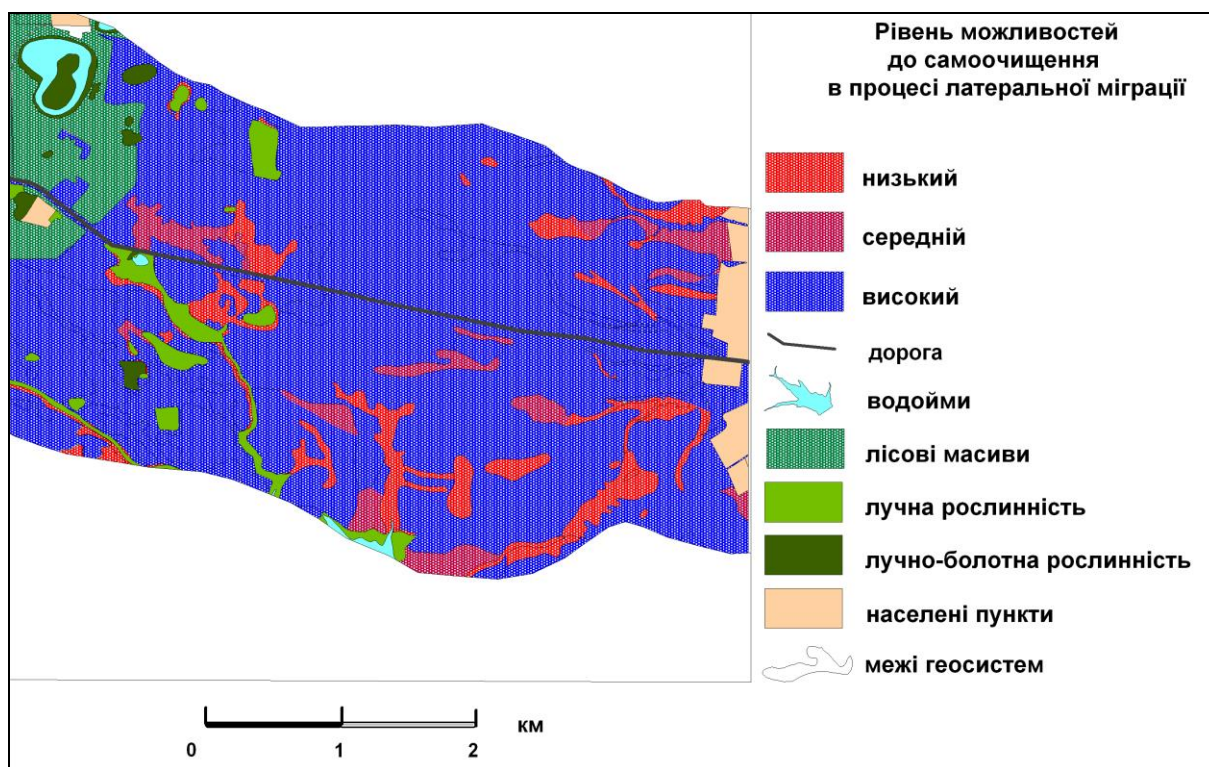 Рівень можливостей
до самоочищення
в процесі латеральної міграції
низький
середній
високий
дорога
водойми
лісові масиви
лучна рослинність
лучно-болотна рослинність
населені пункти
межі геосистем
км
0 1 2